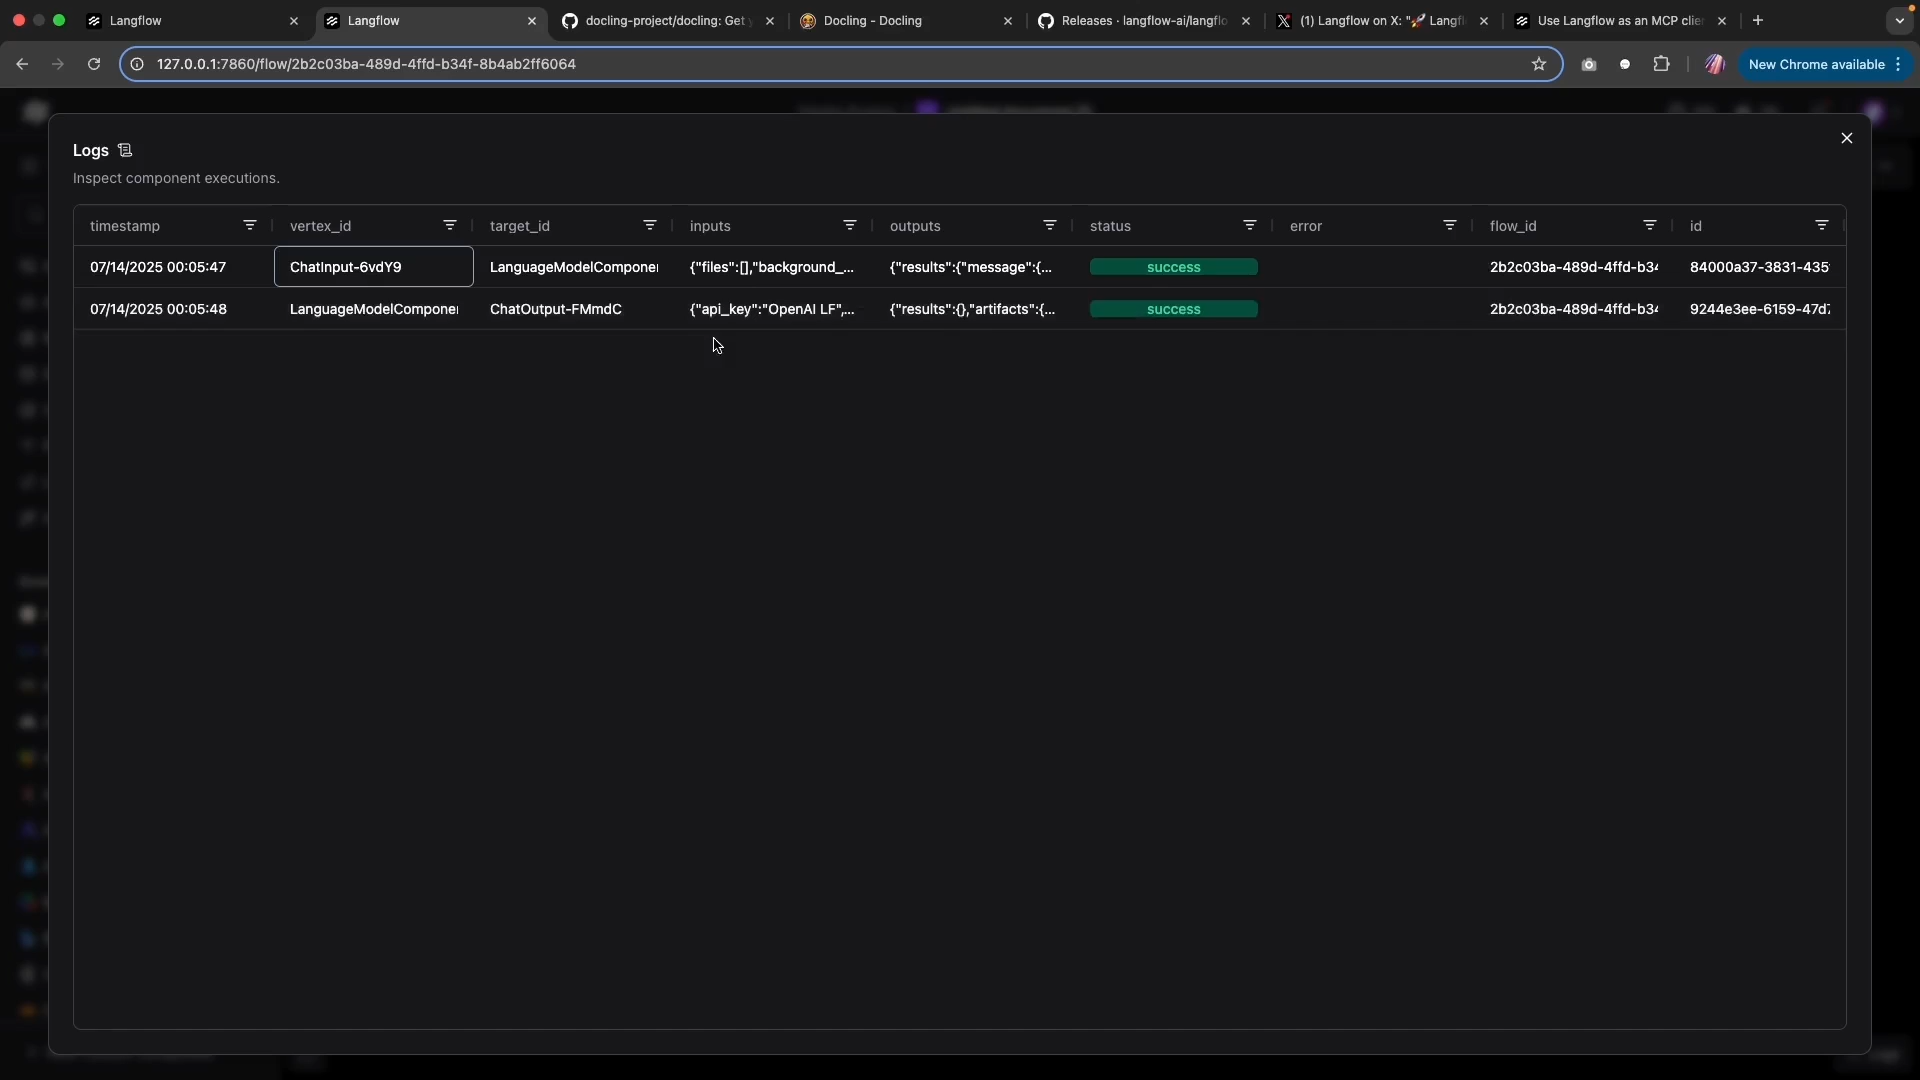 Langflow
Langflow
docling-project/docling: Get y
Docling - Docling
Releases · langflow-ai/langflo
(1) Langflow on X: "🚀 Langfl
Use Langflow as an MCP clie
127.0.0.1:7860/flow/2b2c03ba-489d-4ffd-b34f-8b4ab2ff6064
New Chrome available
Logs
Inspect component executions.
timestamp vertex_id target_id inputs outputs status error flow_id id
07/14/2025 00:05:47 ChatInput-6vdY9 LanguageModelComponen {"files":[],"background_... {"results":{"message":{... success 2b2c03ba-489d-4ffd-b34 84000a37-3831-435
07/14/2025 00:05:48 LanguageModelComponen ChatOutput-FMmdC {"api_key":"OpenAI LF",... {"results":{},"artifacts":{... success 2b2c03ba-489d-4ffd-b34 9244e3ee-6159-47d